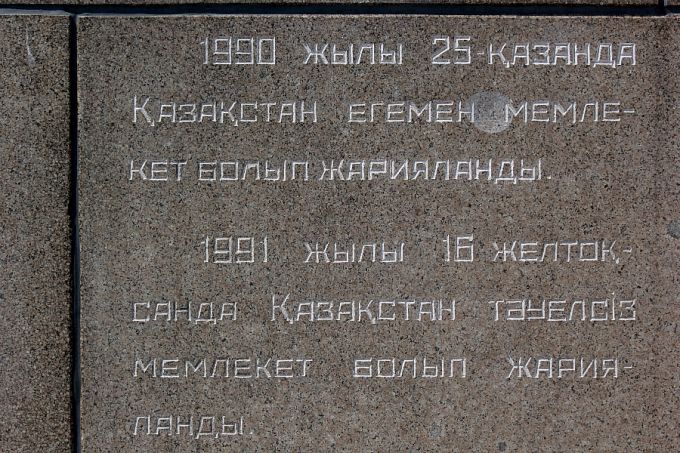 1990 жылы 25-қазанда
Қазақстан егемен мемле-
кет болып жарияланды.
1991 жылы 16 желтоқ-
санда Қазақстан тәуелсіз
мемлекет болып жария-
ланды.